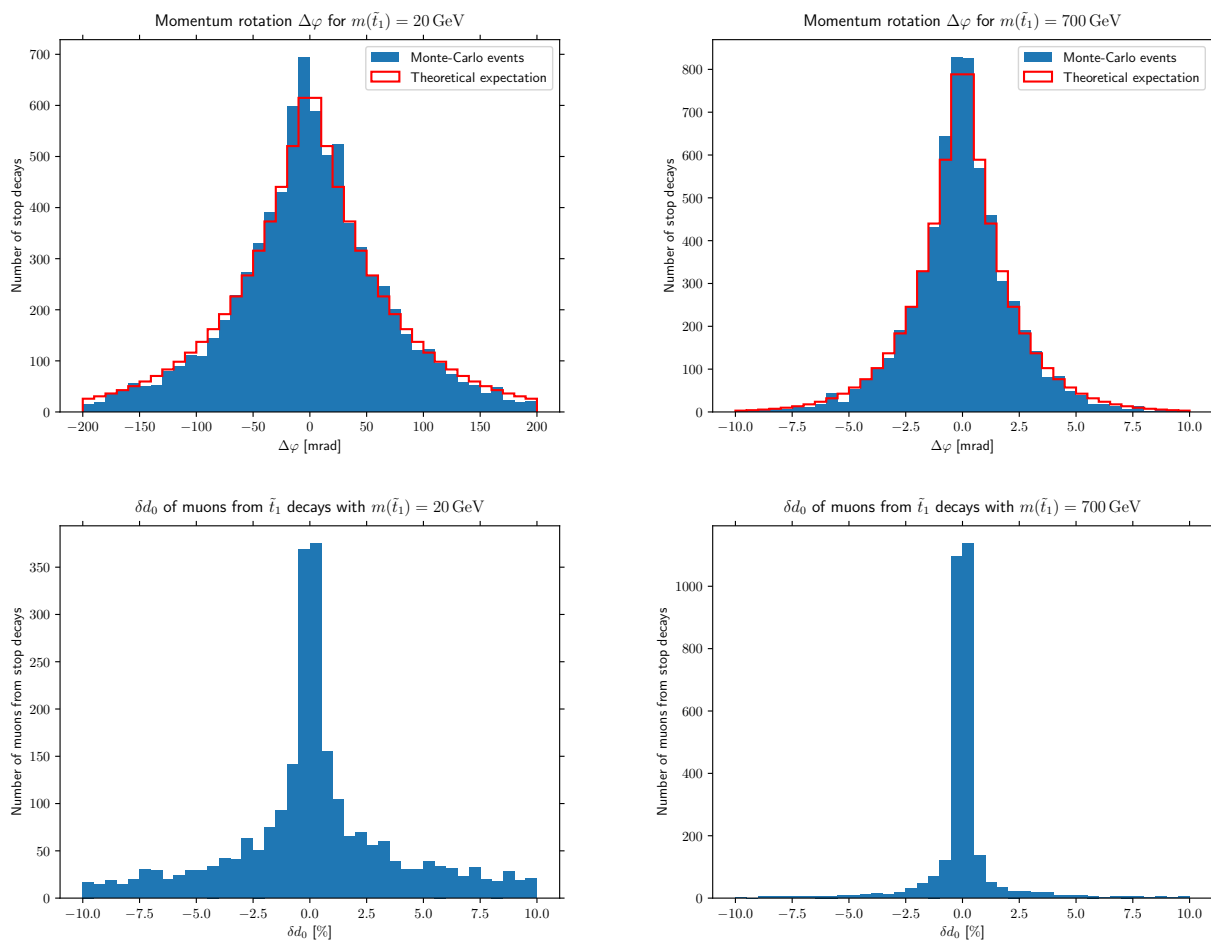 Momentum rotation Δφ for m(t̃₁) = 20 GeV
Number of stop decays
700
600
500
400
300
200
100
0
Monte-Carlo events
Theoretical expectation
−200 −150 −100 −50 0 50 100 150 200
Δφ [mrad]
Momentum rotation Δφ for m(t̃₁) = 700 GeV
Number of stop decays
800
700
600
500
400
300
200
100
0
Monte-Carlo events
Theoretical expectation
−10.0 −7.5 −5.0 −2.5 0.0 2.5 5.0 7.5 10.0
Δφ [mrad]
δd₀ of muons from t̃₁ decays with m(t̃₁) = 20 GeV
Number of muons from stop decays
350
300
250
200
150
100
50
0
−10.0 −7.5 −5.0 −2.5 0.0 2.5 5.0 7.5 10.0
δd₀ [%]
δd₀ of muons from t̃₁ decays with m(t̃₁) = 700 GeV
Number of muons from stop decays
1000
800
600
400
200
0
−10.0 −7.5 −5.0 −2.5 0.0 2.5 5.0 7.5 10.0
δd₀ [%]